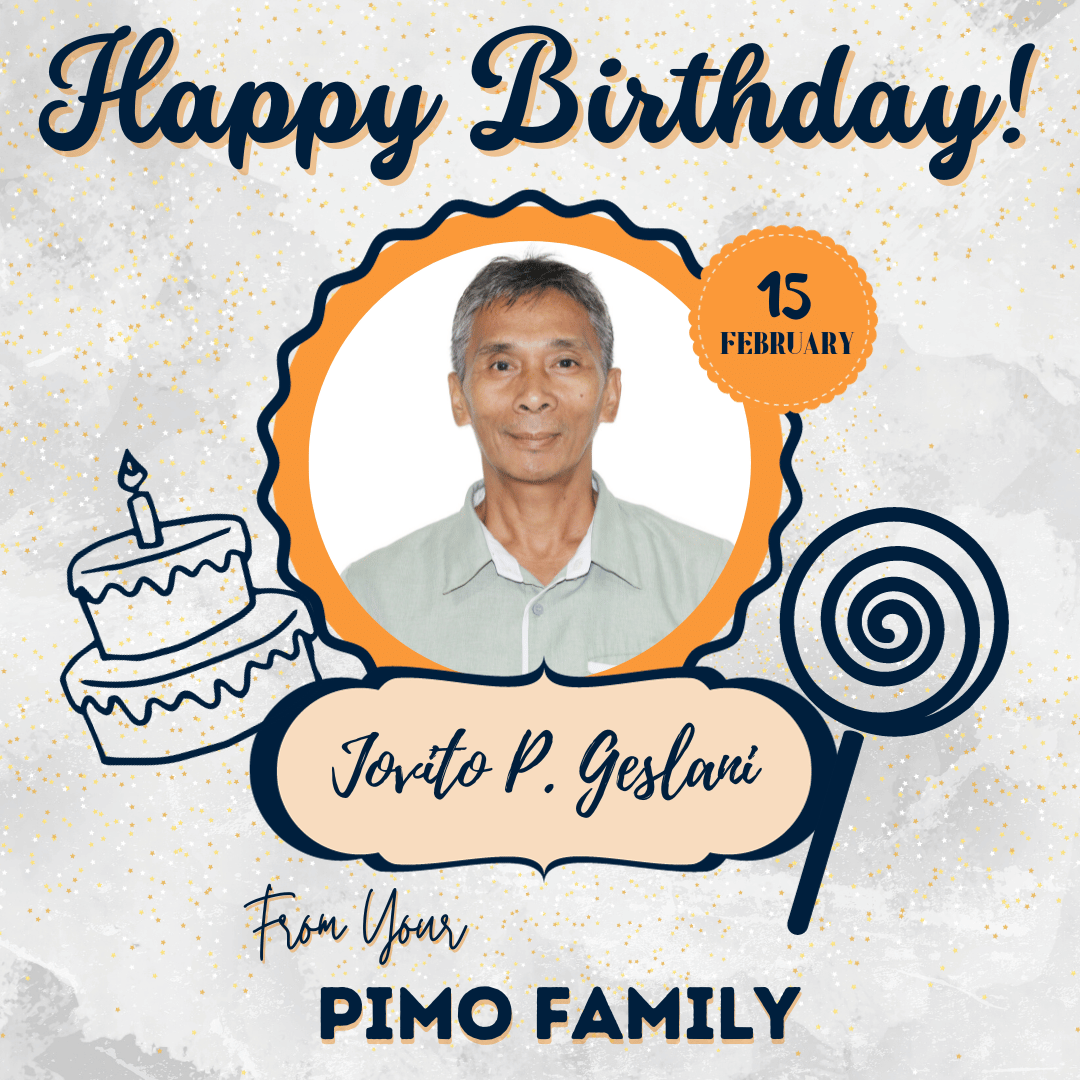 Happy Birthday!
15
FEBRUARY
Jovito P. Geslani
From Your
PIMO FAMILY